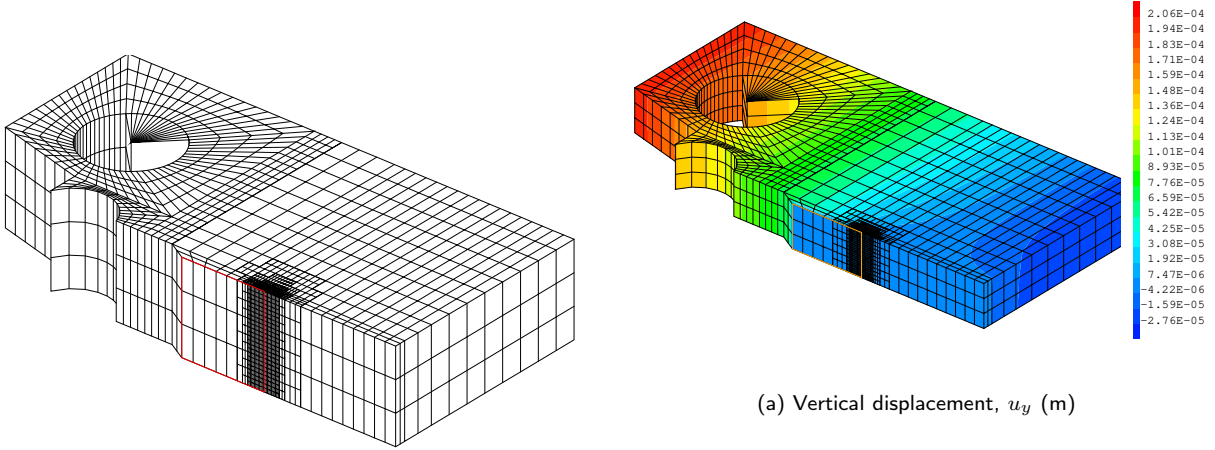 2.06E-04
1.94E-04
1.83E-04
1.71E-04
1.59E-04
1.48E-04
1.36E-04
1.24E-04
1.13E-04
1.01E-04
8.93E-05
7.76E-05
6.59E-05
5.42E-05
4.25E-05
3.08E-05
1.92E-05
7.47E-06
-4.22E-06
-1.59E-05
-2.76E-05
(a) Vertical displacement, u_y (m)